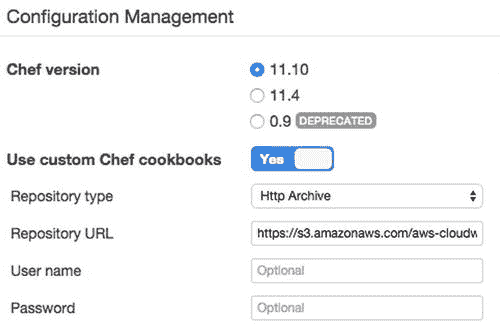 Configuration Management
Chef version
11.10
11.4
0.9 DEPRECATED
Use custom Chef cookbooks Yes
Repository type Http Archive
Repository URL https://s3.amazonaws.com/aws-cloudw
User name Optional
Password Optional